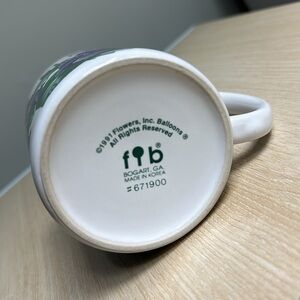 ©1991 Flowers, Inc. Balloons®
All Rights Reserved
fib®
BOGART, GA.
MADE IN KOREA
#671900